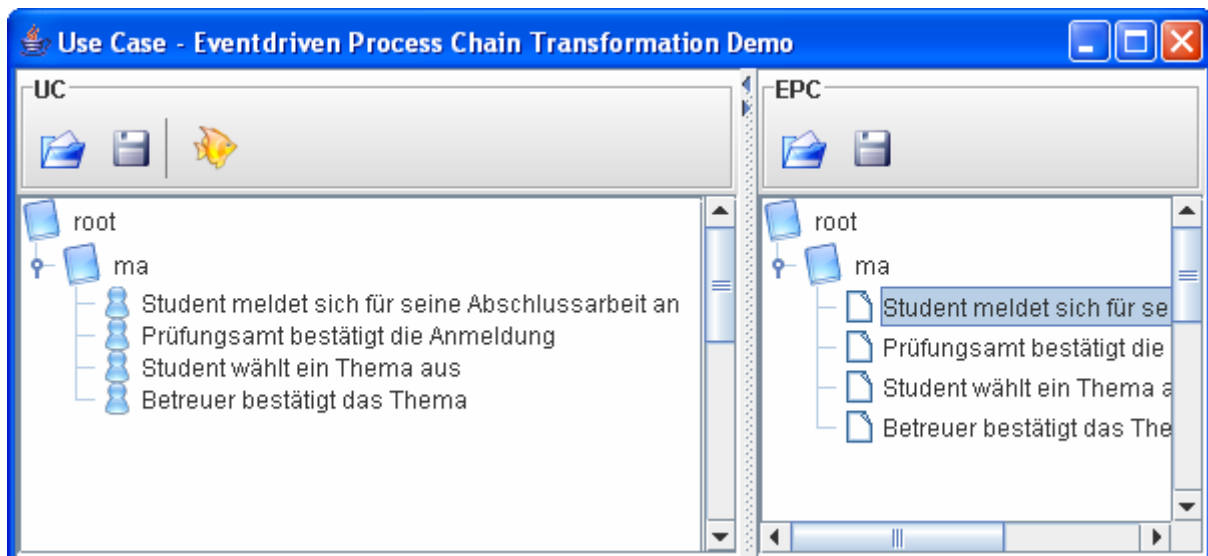 Use Case - Eventdriven Process Chain Transformation Demo
UC
root
ma
Student meldet sich für seine Abschlussarbeit an
Prüfungsamt bestätigt die Anmeldung
Student wählt ein Thema aus
Betreuer bestätigt das Thema
EPC
root
ma
Student meldet sich für se
Prüfungsamt bestätigt die
Student wählt ein Thema a
Betreuer bestätigt das The